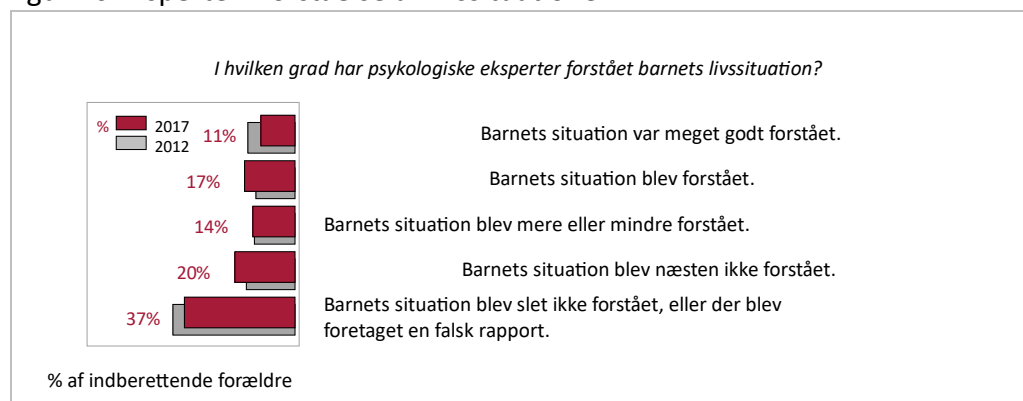 I hvilken grad har psykologiske eksperter forstået barnets livssituation?
% 2017
2012
11% Barnets situation var meget godt forstået.
17% Barnets situation blev forstået.
14% Barnets situation blev mere eller mindre forstået.
20% Barnets situation blev næsten ikke forstået.
37% Barnets situation blev slet ikke forstået, eller der blev
foretaget en falsk rapport.
% af indberettende forældre